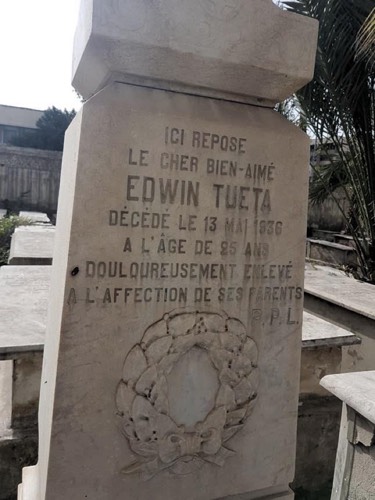 ICI REPOSE
LE CHER BIEN-AIMÉ
EDWIN TUETA
DÉCÉDÉ LE 13 MAI 1936
A L'ÂGE DE 25 ANS
DOULOUREUSEMENT ENLEVÉ
A L'AFFECTION DE SES PARENTS
P.P.L.